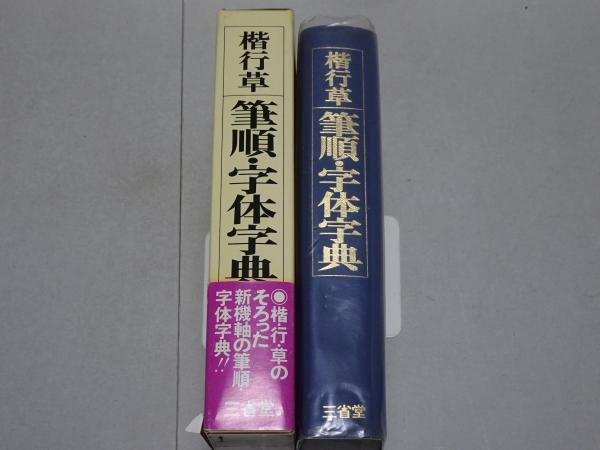 楷行草
筆順・字体字典
◉楷・行・草の
そろった
新機軸の筆順・
字体字典!!
三省堂
楷行草
筆順・字体字典
三省堂